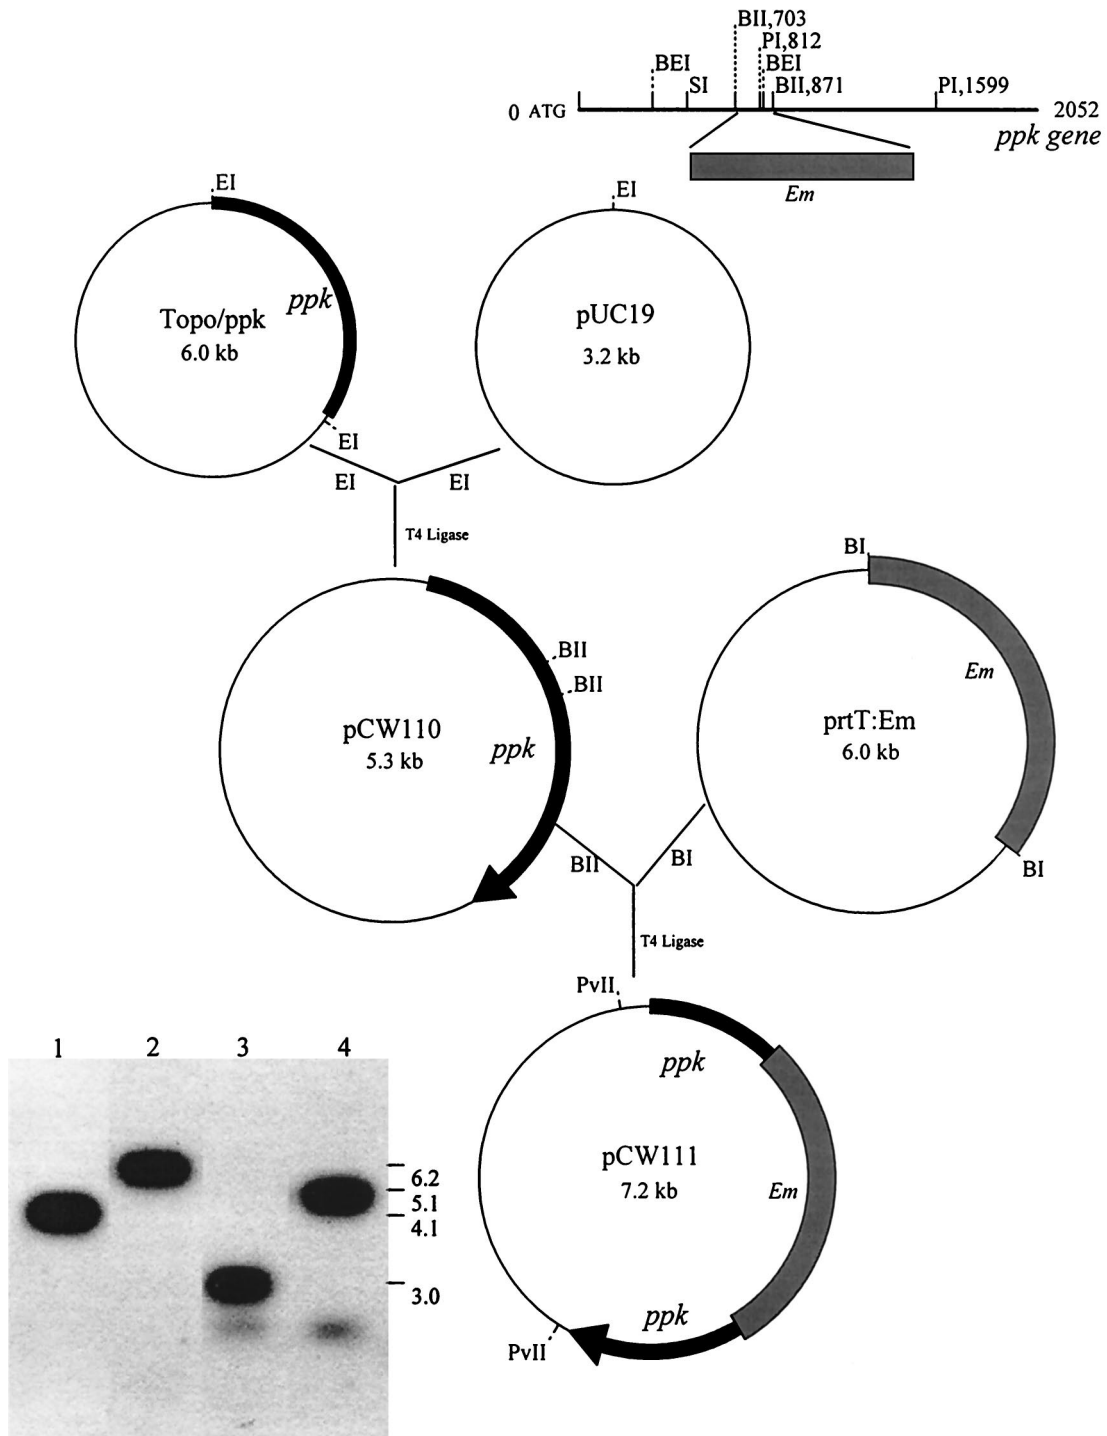 BII,703
PI,812
BEI
BEI
SI
BII,871
PI,1599
0 ATG
2052
ppk gene
Em
EI
EI
ppk
Topo/ppk
6.0 kb
pUC19
3.2 kb
EI
EI
EI
T4 Ligase
BI
BII
BII
Em
pCW110
5.3 kb
ppk
prtT:Em
6.0 kb
BII
BI
BI
T4 Ligase
PvII
ppk
1 2 3 4
pCW111
7.2 kb
Em
6.2
5.1
4.1
3.0
ppk
PvII